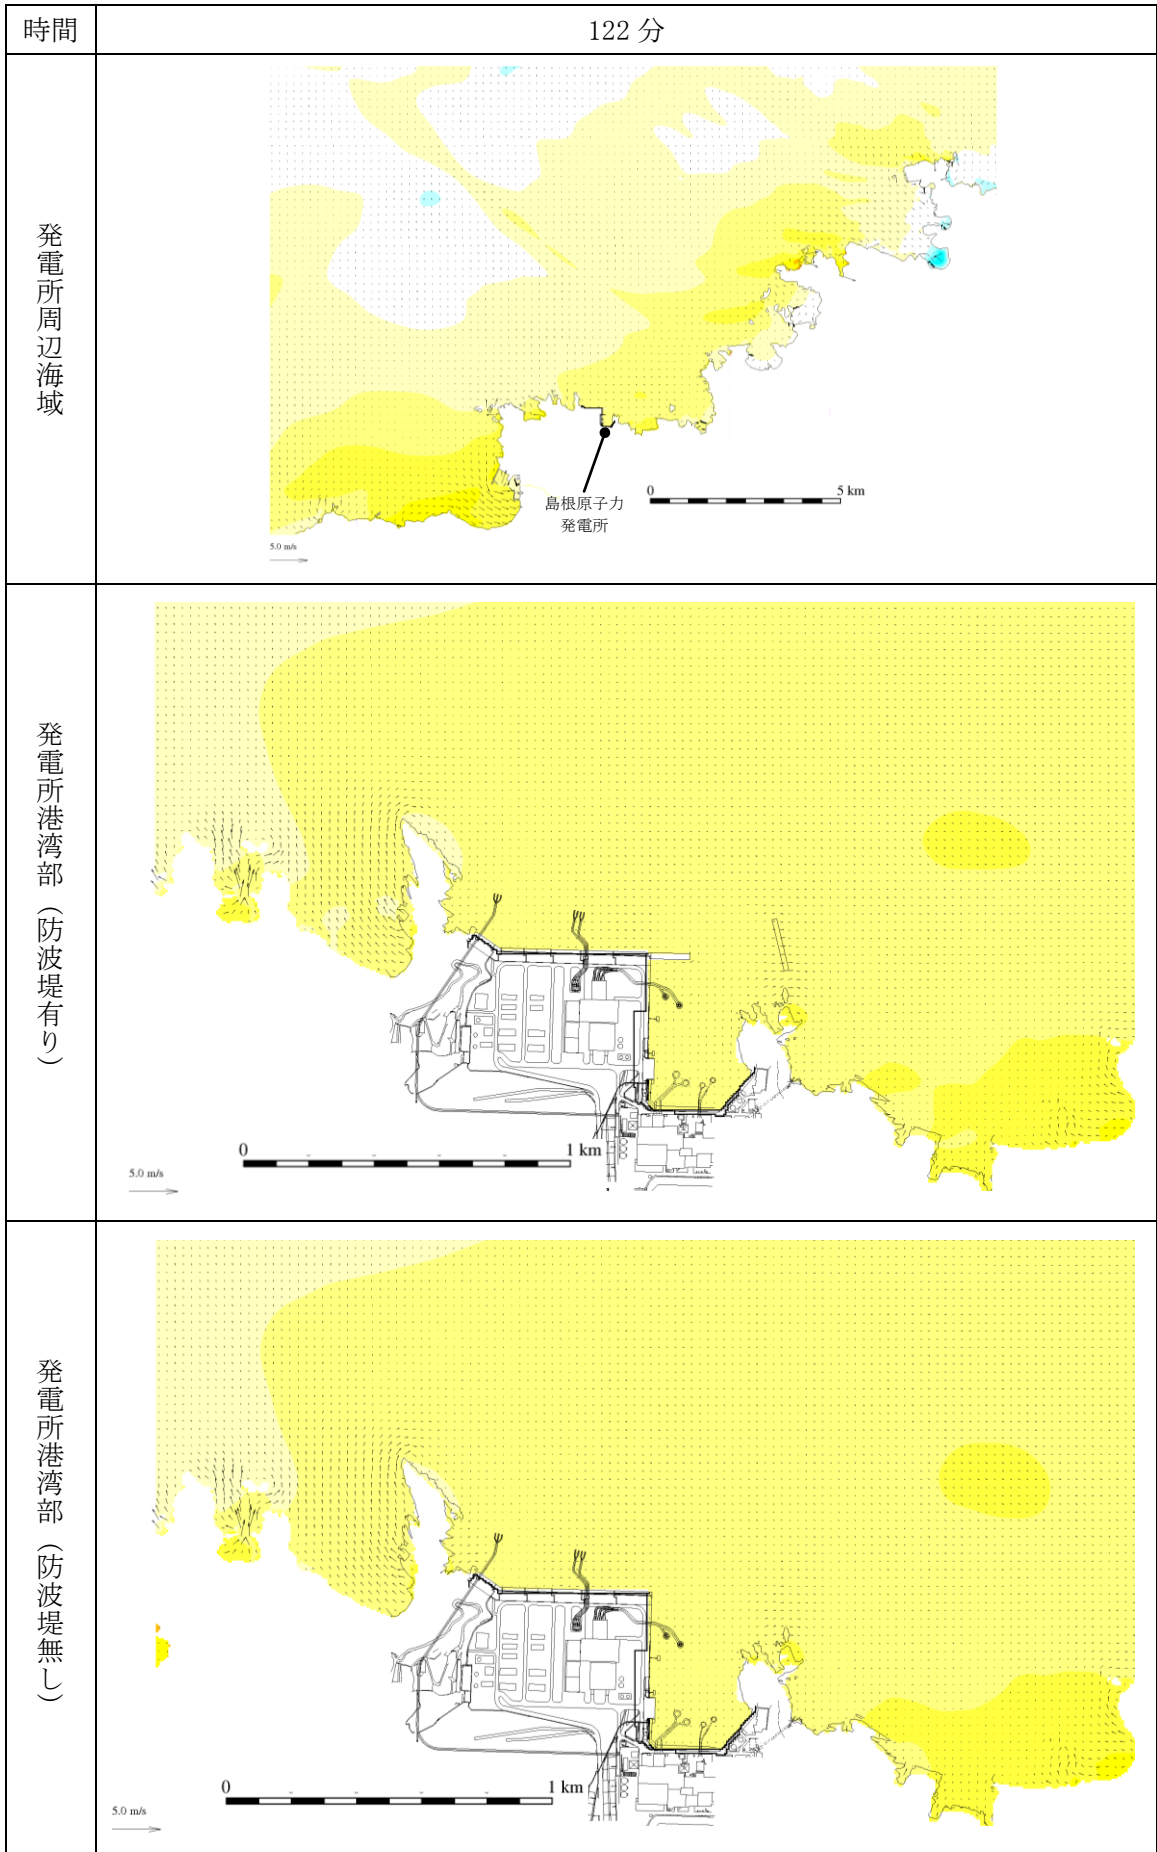 時間
122 分
発電所周辺海域
島根原子力
発電所
0
5 km
5.0 m/s
発電所港湾部（防波堤有り）
0
1 km
5.0 m/s
発電所港湾部（防波堤無し）
0
1 km
5.0 m/s